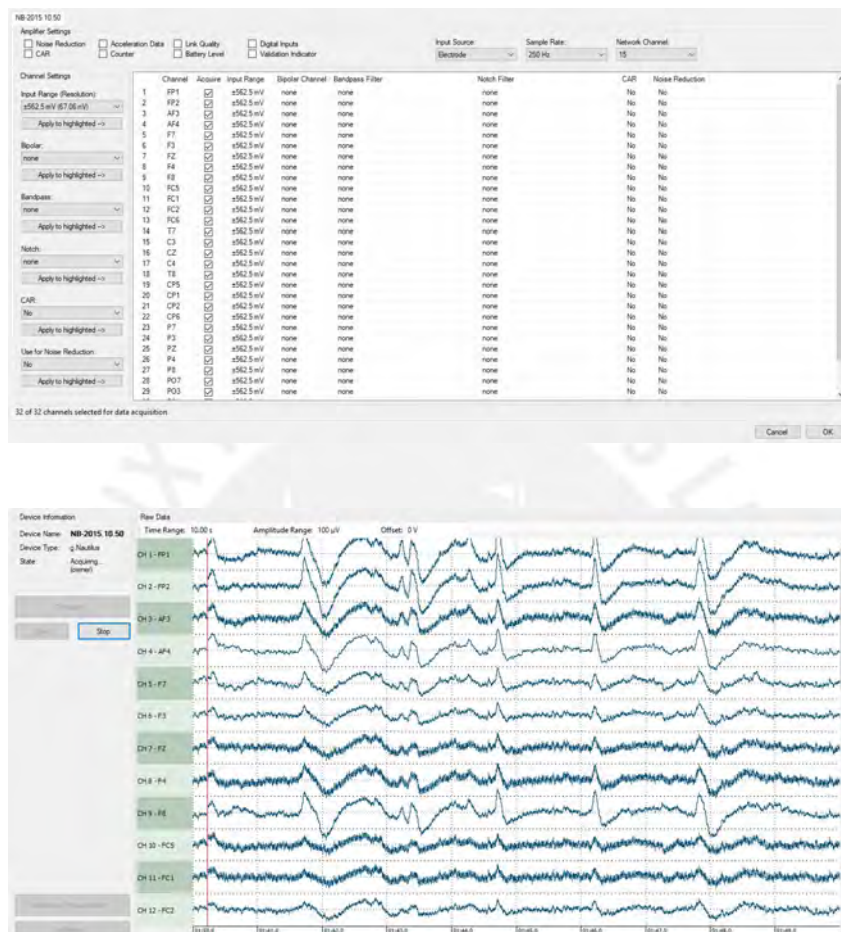 NB-2015.10.50
Amplifier Settings
Noise Reduction Acceleration Data Link Quality Digital Inputs Input Source: Sample Rate: Network Channel:
CAR Counter Battery Level Validation Indicator Electrode 250 Hz 15
Channel Settings
Channel Acquire Input Range Bipolar Channel Bandpass Filter Notch Filter CAR Noise Reduction
Input Range (Resolution):
±562.5 mV (67.06 nV)
Apply to highlighted -->
Bipolar:
none
Apply to highlighted -->
Bandpass:
none
Apply to highlighted -->
Notch:
none
Apply to highlighted -->
CAR:
No
Apply to highlighted -->
Use for Noise Reduction:
No
Apply to highlighted -->
1 FP1 ±562.5 mV none none none No No
2 FP2 ±562.5 mV none none none No No
3 AF3 ±562.5 mV none none none No No
4 AF4 ±562.5 mV none none none No No
5 F7 ±562.5 mV none none none No No
6 F3 ±562.5 mV none none none No No
7 FZ ±562.5 mV none none none No No
8 F4 ±562.5 mV none none none No No
9 F8 ±562.5 mV none none none No No
10 FC5 ±562.5 mV none none none No No
11 FC1 ±562.5 mV none none none No No
12 FC2 ±562.5 mV none none none No No
13 FC6 ±562.5 mV none none none No No
14 T7 ±562.5 mV none none none No No
15 C3 ±562.5 mV none none none No No
16 CZ ±562.5 mV none none none No No
17 C4 ±562.5 mV none none none No No
18 T8 ±562.5 mV none none none No No
19 CP5 ±562.5 mV none none none No No
20 CP1 ±562.5 mV none none none No No
21 CP2 ±562.5 mV none none none No No
22 CP6 ±562.5 mV none none none No No
23 P7 ±562.5 mV none none none No No
24 P3 ±562.5 mV none none none No No
25 PZ ±562.5 mV none none none No No
26 P4 ±562.5 mV none none none No No
27 P8 ±562.5 mV none none none No No
28 PO7 ±562.5 mV none none none No No
29 PO3 ±562.5 mV none none none No No
32 of 32 channels selected for data acquisition
Cancel OK
Device Information Raw Data
Device Name: NB-2015.10.50 Time Range: 10.00 s Amplitude Range: 100 µV Offset: 0 V
Device Type: g.Nautilus
State: Acquiring...
(owner)
Stop
CH 1 - FP1
CH 2 - FP2
CH 3 - AF3
CH 4 - AF4
CH 5 - F7
CH 6 - F3
CH 7 - FZ
CH 8 - F4
CH 9 - F8
CH 10 - FC5
CH 11 - FC1
CH 12 - FC2